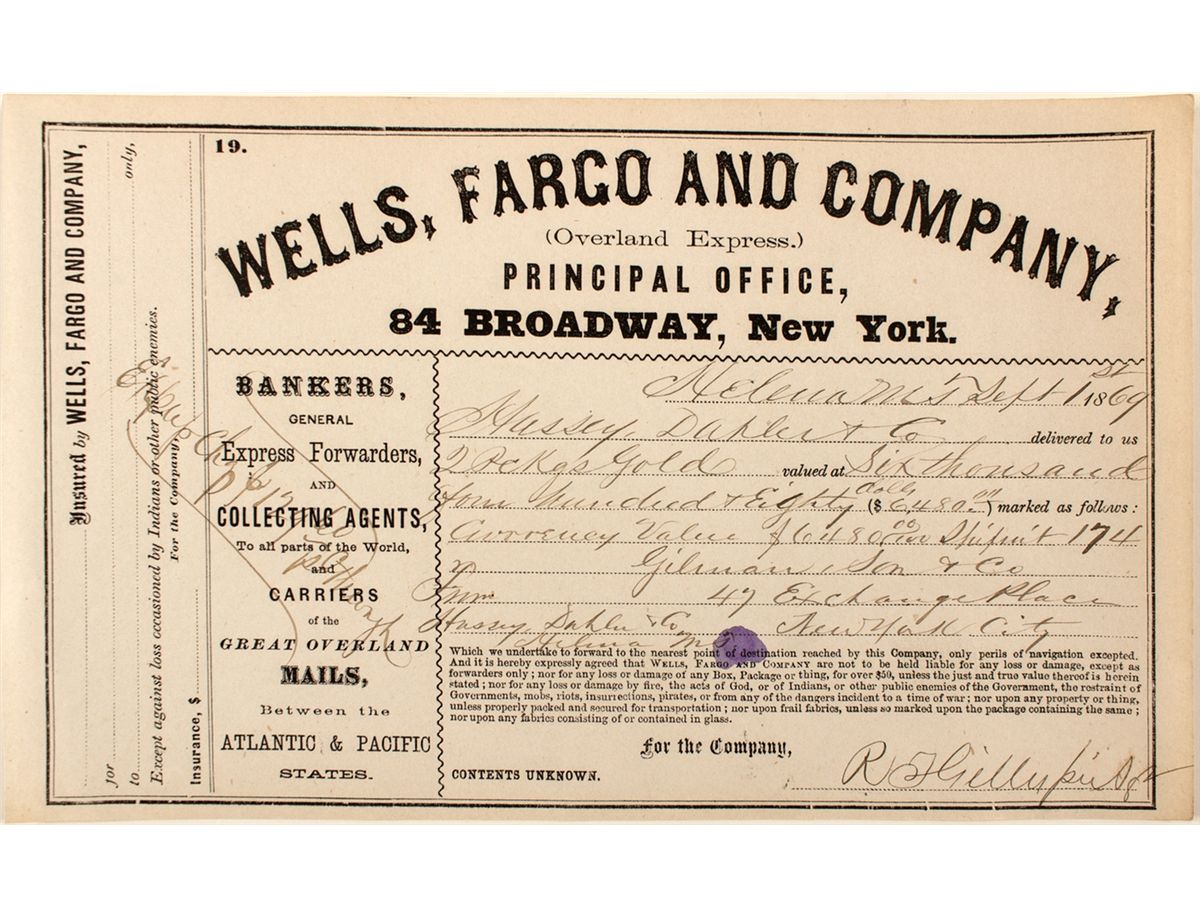 19.
WELLS, FARGO AND COMPANY,
(Overland Express.)
PRINCIPAL OFFICE,
84 BROADWAY, New York.
Insured by WELLS, FARGO AND COMPANY,
for only,
to
Except against loss occasioned by Indians or other public enemies.
For the Company,
Insurance, $
BANKERS,
GENERAL
Express Forwarders,
AND
COLLECTING AGENTS,
To all parts of the World,
and
CARRIERS
of the
GREAT OVERLAND
MAILS,
Between the
ATLANTIC & PACIFIC
STATES.
Helena M.T. Sept 1st 1869
Hussey, Dahler & Co delivered to us
2 Pckgs Gold valued at Six thousand
Four Hundred & Eighty dolls ($6480.00) marked as follows:
Currency Value $6480 00 Shipmt 174
Gilman, Son & Co
From 47 Exchange Place
Hussey Dahler & Co New York City
Helena M.T.
Which we undertake to forward to the nearest point of destination reached by this Company, only perils of navigation excepted.
And it is hereby expressly agreed that WELLS, FARGO AND COMPANY are not to be held liable for any loss or damage, except as
forwarders only; nor for any loss or damage of any Box, Package or thing, for over $50, unless the just and true value thereof is herein
stated; nor for any loss or damage by fire, the acts of God, or of Indians, or other public enemies of the Government, the restraint of
Governments, mobs, riots, insurrections, pirates, or from any of the dangers incident to a time of war; nor upon any property or thing,
unless properly packed and secured for transportation; nor upon frail fabrics, unless so marked upon the package containing the same;
nor upon any fabrics consisting of or contained in glass.
For the Company,
CONTENTS UNKNOWN.